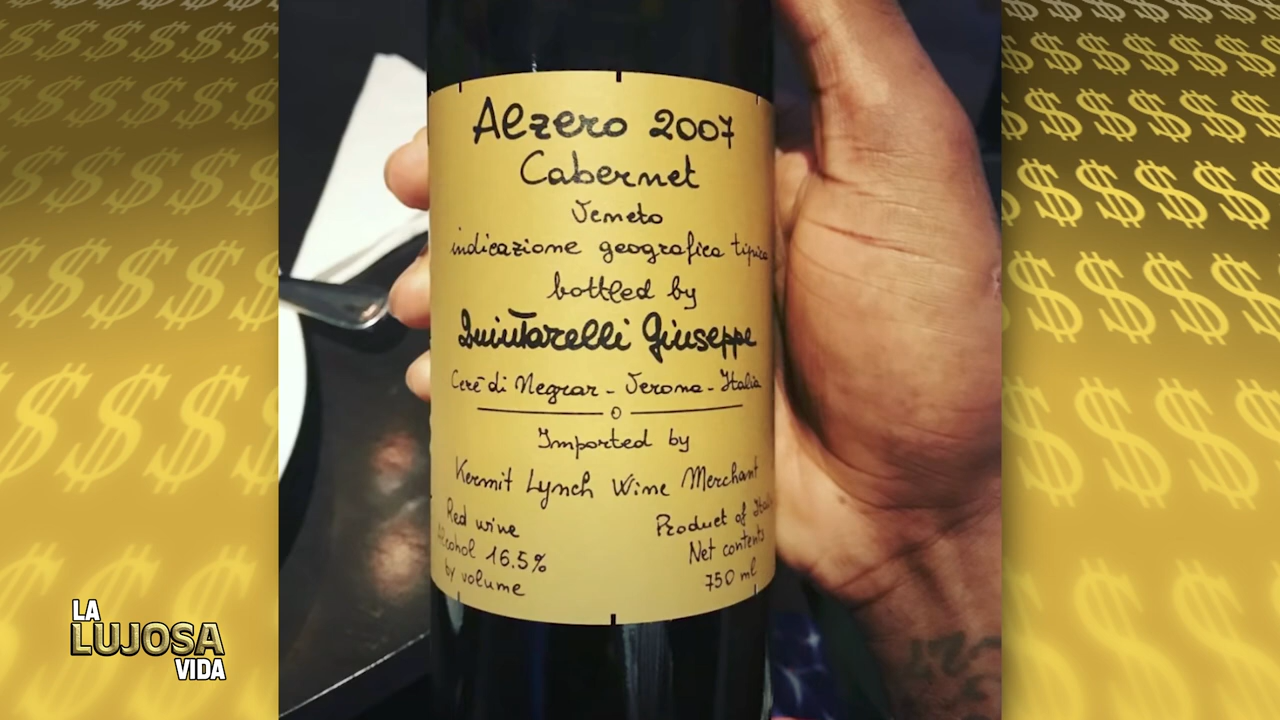 Alzero 2007
Cabernet
Veneto
indicazione geografica tipica
bottled by
Quintarelli Giuseppe
Cerè di Negrar - Verona - Italia
Imported by
Kermit Lynch Wine Merchant
Red wine
Alcohol 16.5%
by volume
Product of Italy
Net contents
750 ml
LA
LUJOSA
VIDA